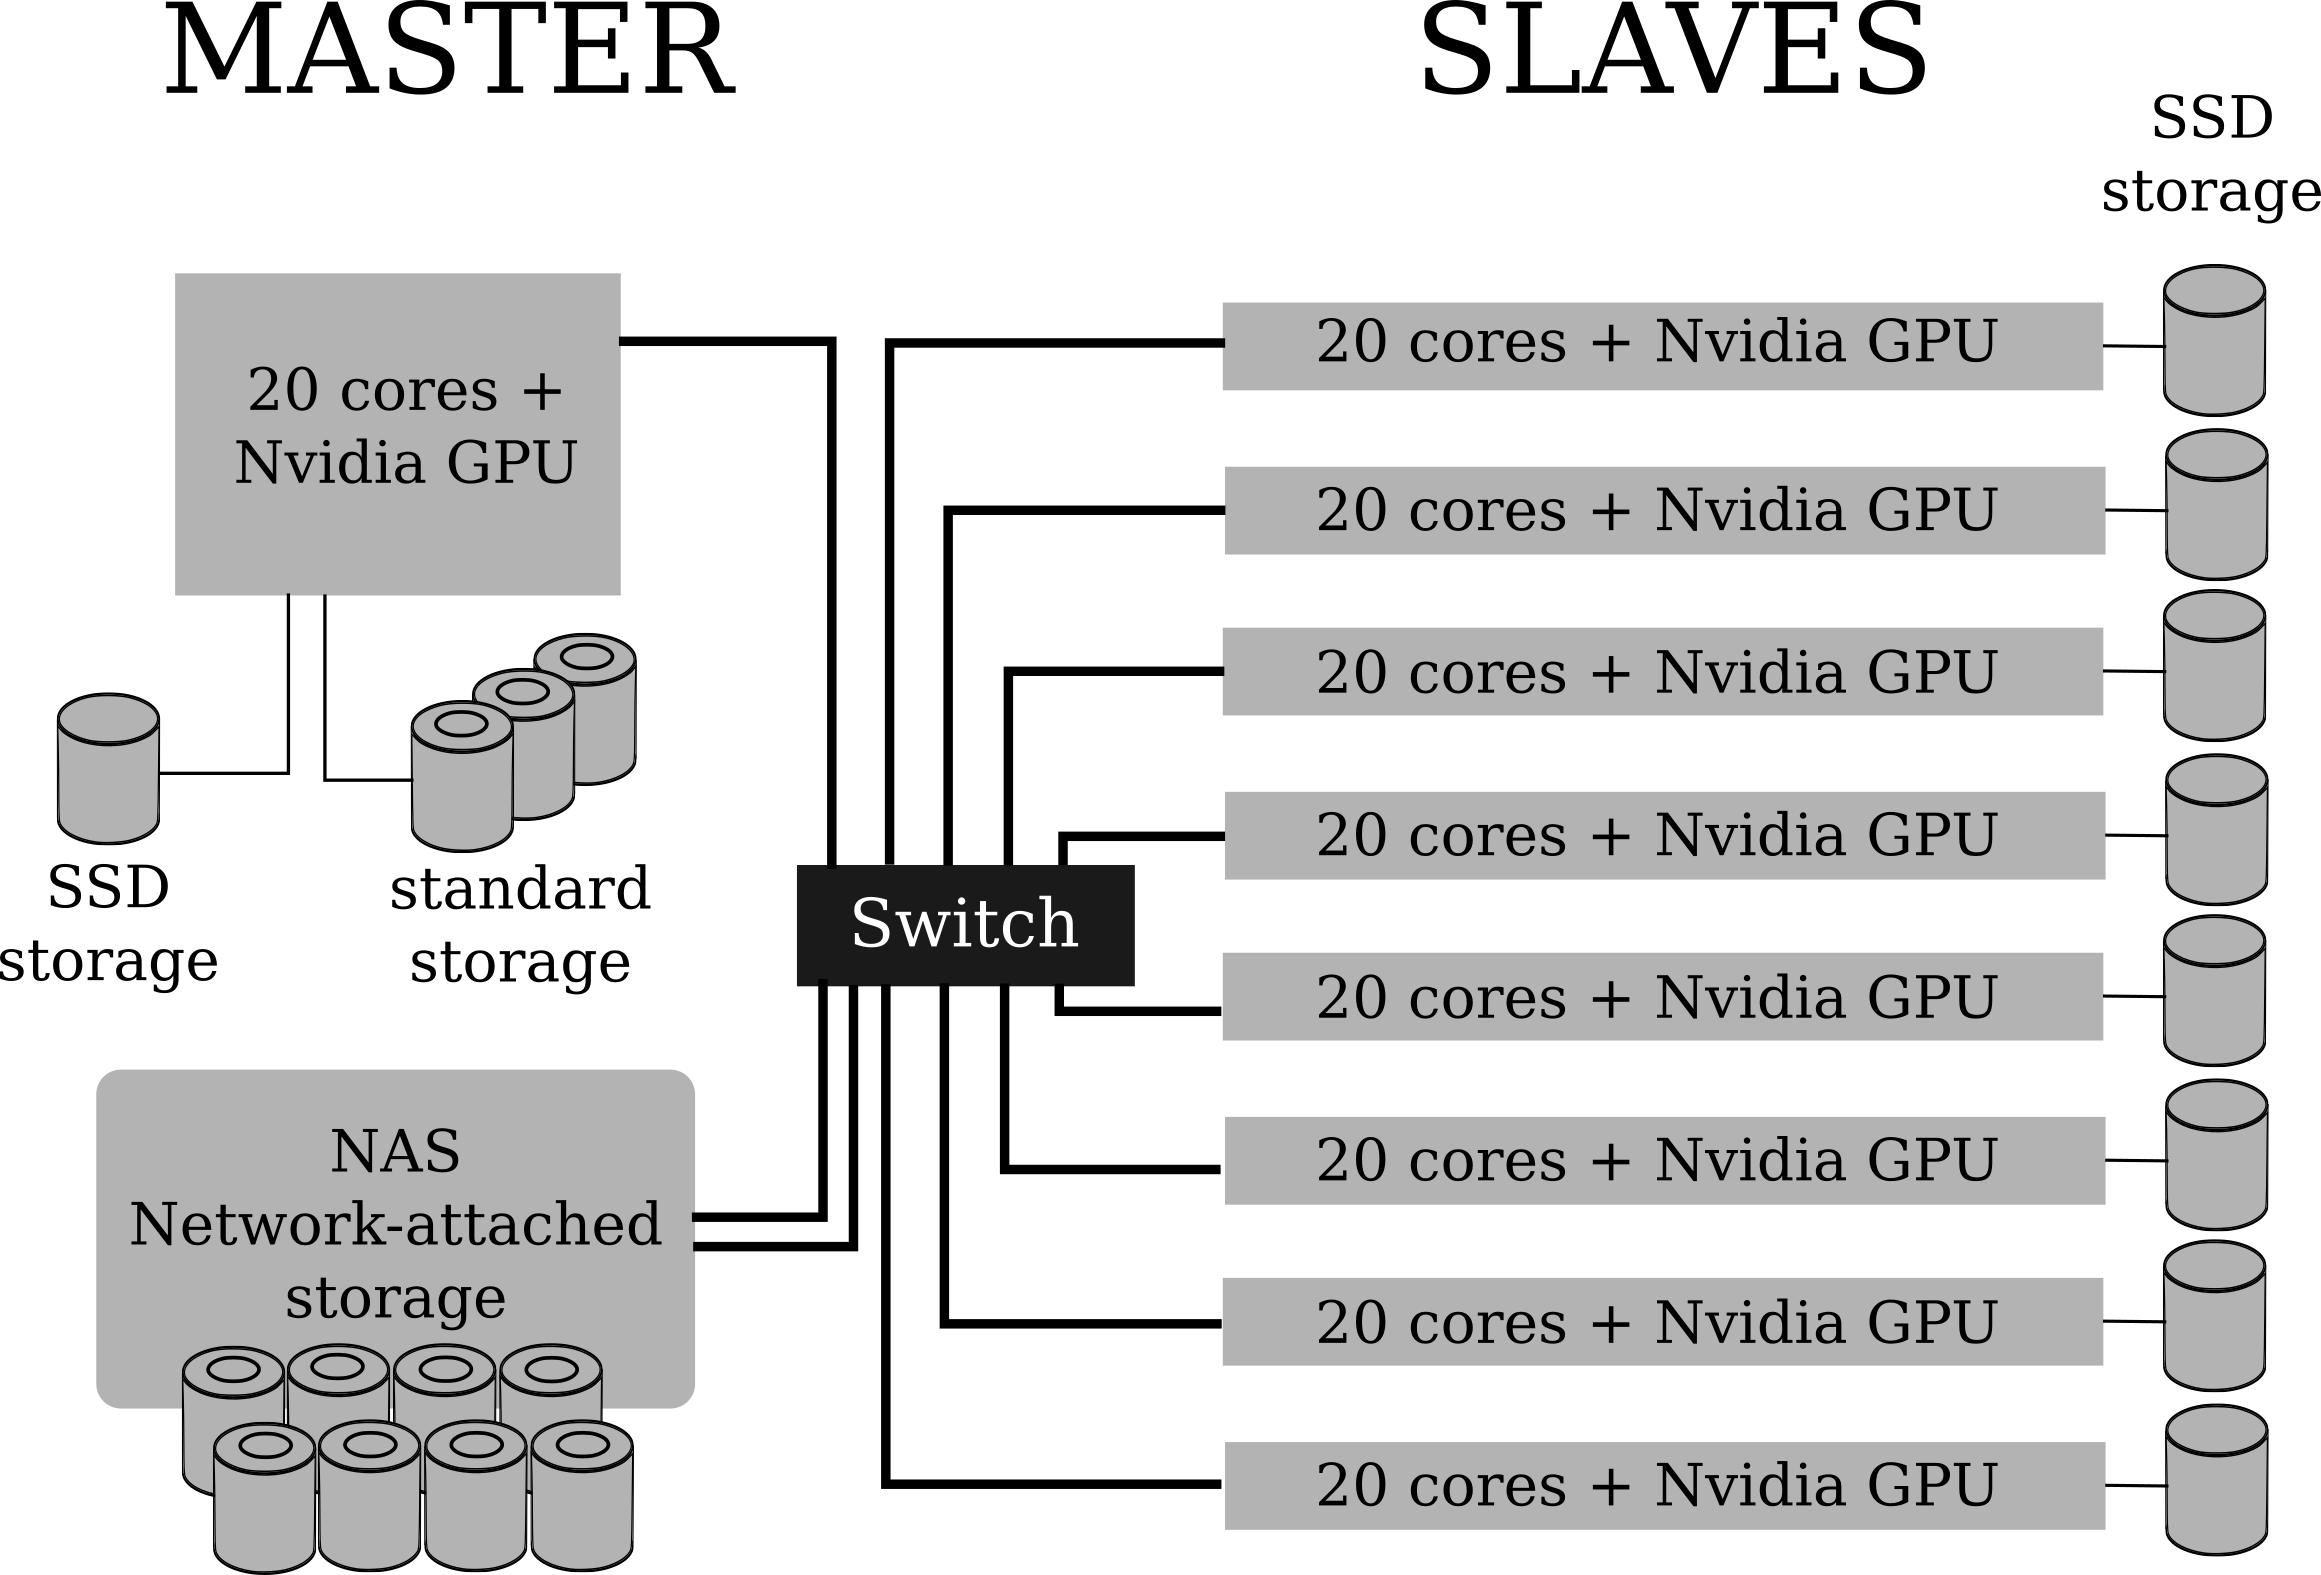 MASTER
SLAVES
SSD
storage
20 cores +
Nvidia GPU
SSD
storage
standard
storage
NAS
Network-attached
storage
Switch
20 cores + Nvidia GPU
20 cores + Nvidia GPU
20 cores + Nvidia GPU
20 cores + Nvidia GPU
20 cores + Nvidia GPU
20 cores + Nvidia GPU
20 cores + Nvidia GPU
20 cores + Nvidia GPU